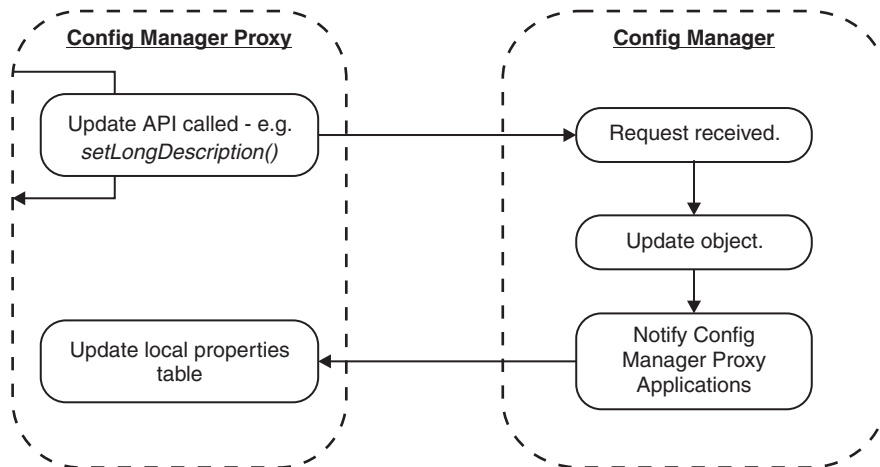 Config Manager Proxy
Config Manager
Update API called - e.g.
setLongDescription()
Request received.
Update object.
Update local properties
table
Notify Config
Manager Proxy
Applications